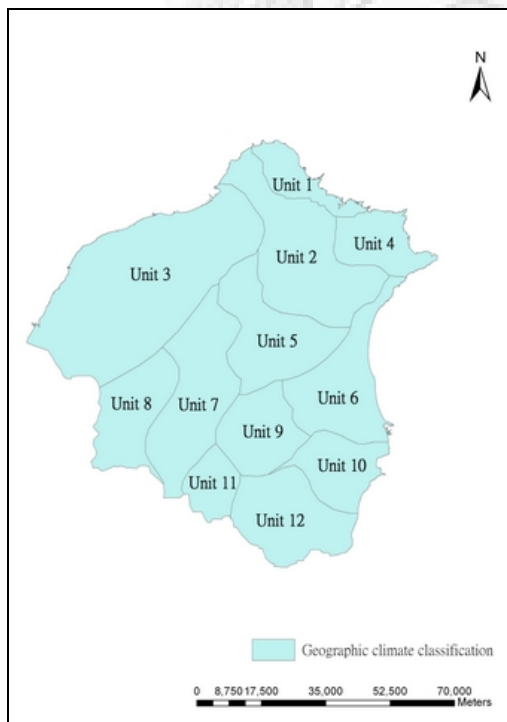 N
Unit 1
Unit 4
Unit 2
Unit 3
Unit 5
Unit 6
Unit 8
Unit 7
Unit 9
Unit 10
Unit 11
Unit 12
Geographic climate classification
0 8,750 17,500 35,000 52,500 70,000
Meters